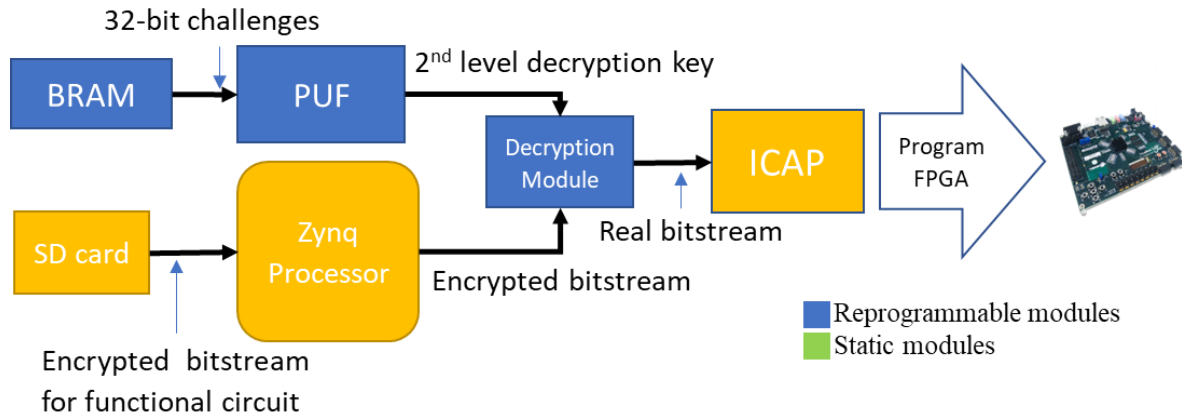 32-bit challenges
BRAM
PUF
2nd level decryption key
Decryption
Module
ICAP
Program
FPGA
SD card
Zynq
Processor
Real bitstream
Encrypted bitstream
Encrypted bitstream
for functional circuit
Reprogrammable modules
Static modules